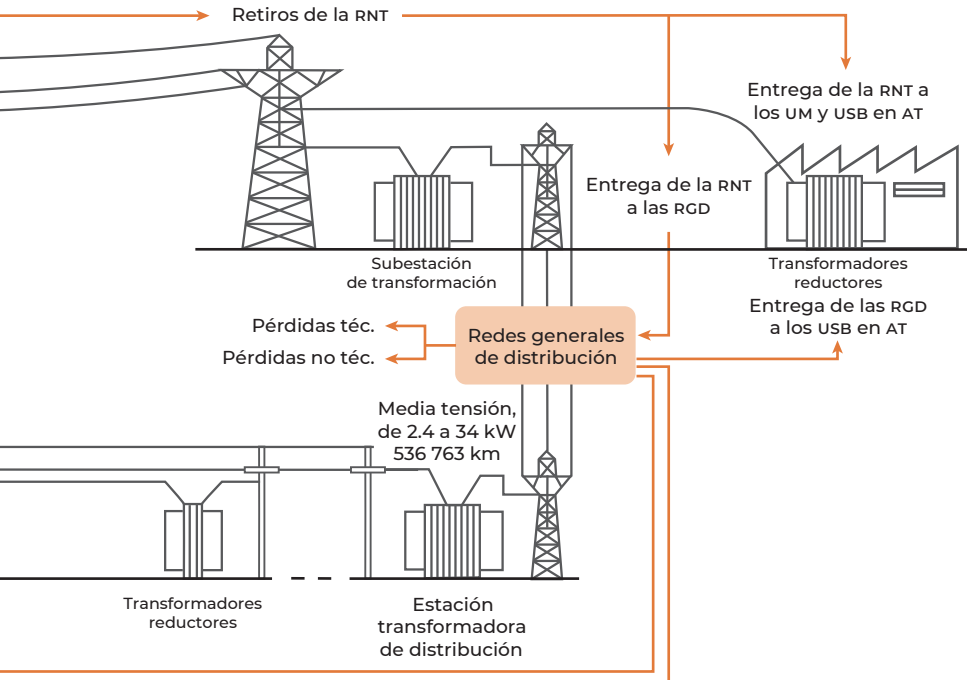 Retiros de la RNT
Entrega de la RNT a
los UM y USB en AT
Entrega de la RNT
a las RGD
Subestación
de transformación
Transformadores
reductores
Entrega de las RGD
a los USB en AT
Pérdidas téc.
Pérdidas no téc.
Redes generales
de distribución
Media tensión,
de 2.4 a 34 kW
536 763 km
Transformadores
reductores
Estación
transformadora
de distribución